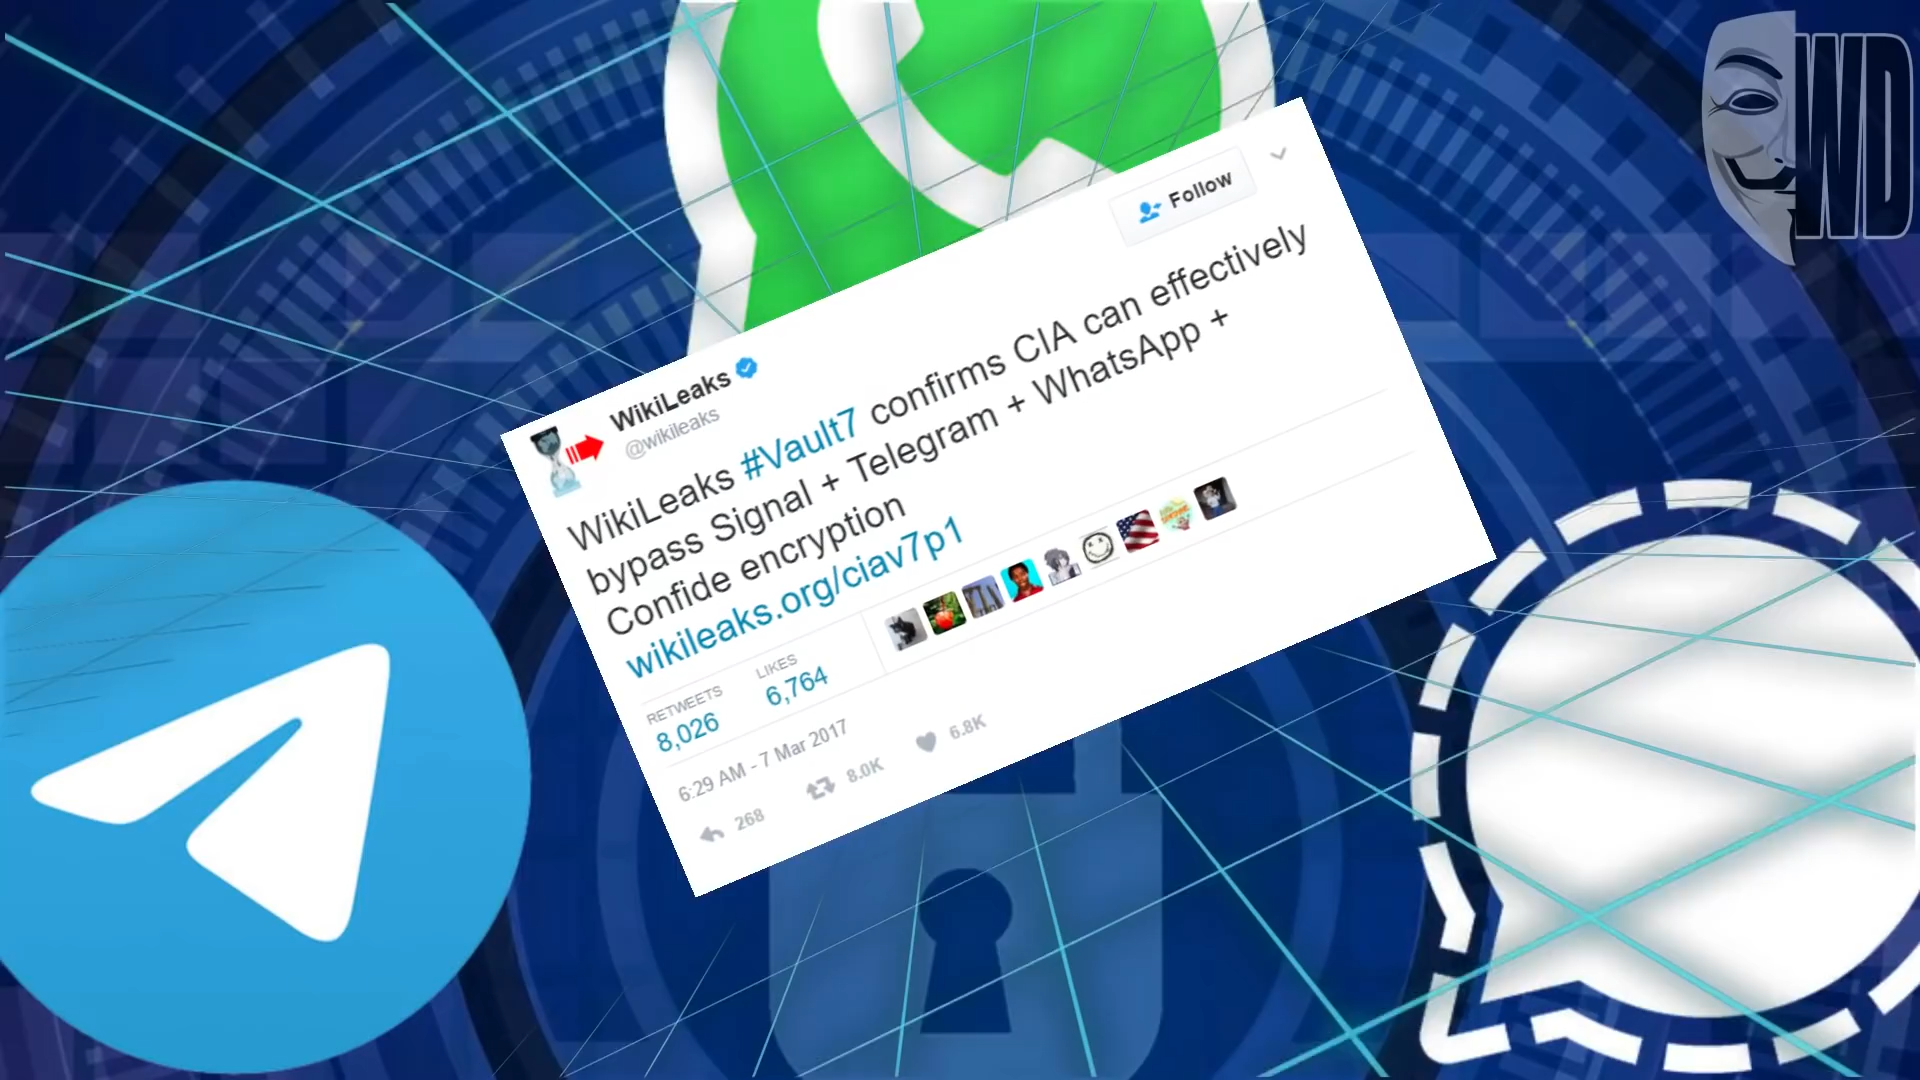 WD
Follow
WikiLeaks
@wikileaks
WikiLeaks #Vault7 confirms CIA can effectively
bypass Signal + Telegram + WhatsApp +
Confide encryption
wikileaks.org/ciav7p1
RETWEETS LIKES
8,026 6,764
6:29 AM - 7 Mar 2017
268 8.0K 6.8K